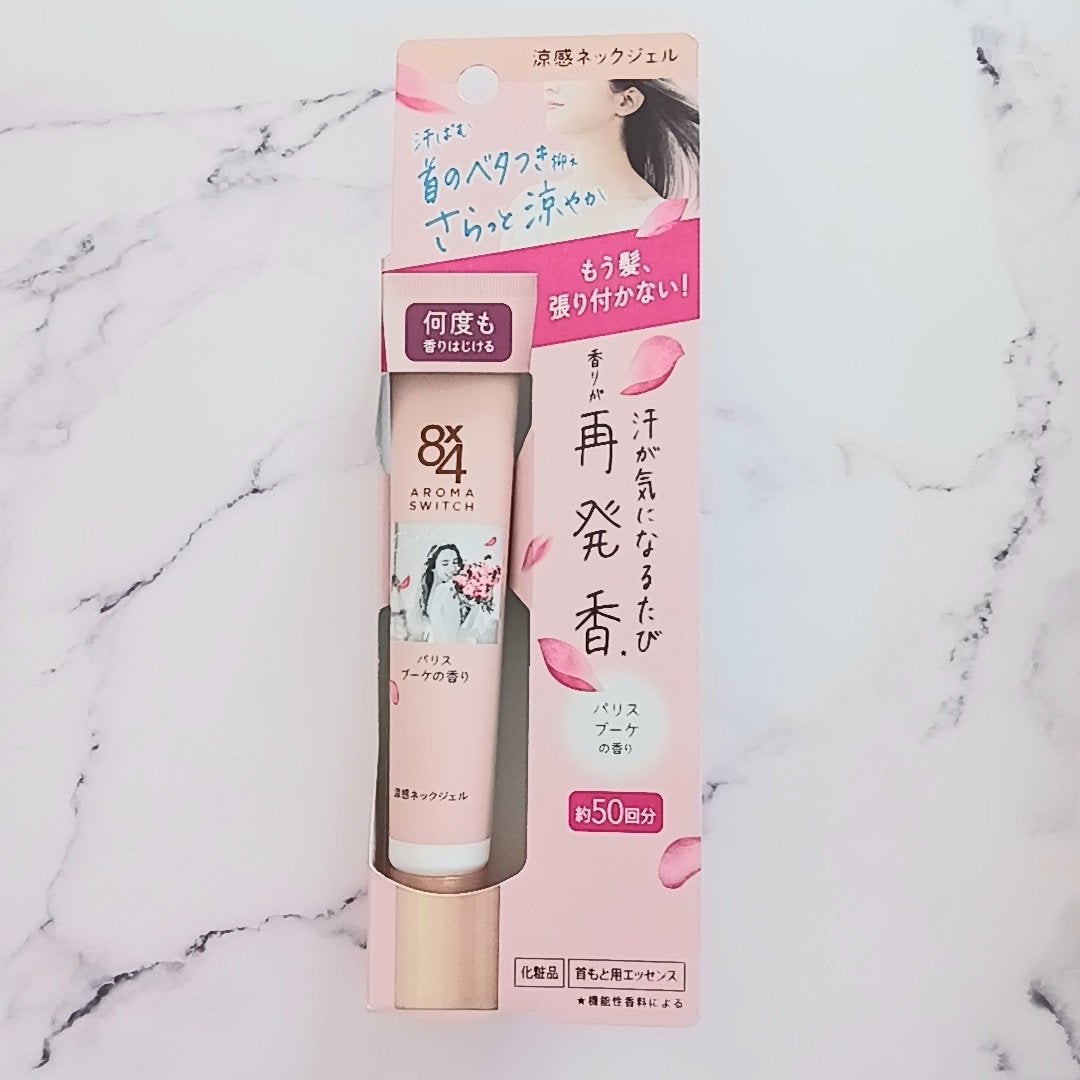 涼感ネックジェル
汗ばむ
首のベタつき抑え
さらっと涼やか
もう髪、
張り付かない!
何度も
香りはじける
汗が気になるたび
香りが
再発香★
8x4
AROMA
SWITCH
パリス
ブーケの香り
涼感ネックジェル
パリス
ブーケ
の香り
約50回分
化粧品
首もと用エッセンス
★機能性香料による